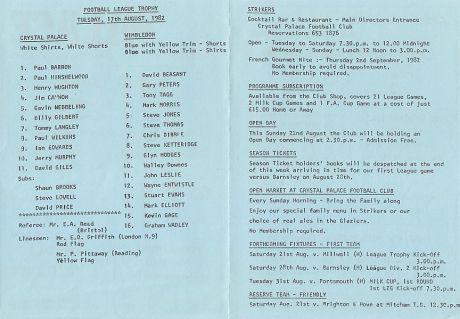 FOOTBALL LEAGUE TROPHY
TUESDAY, 17th AUGUST, 1982
CRYSTAL PALACE
White Shirts, White Shorts
1. Paul BARRON
2. Paul HINSHELWOOD
3. Henry HUGHTON
4. Jim CANNON
5. Gavin NEBBELING
6. Billy GILBERT
7. Tommy LANGLEY
8. Paul WILKINS
9. Ian EDWARDS
10. Jerry MURPHY
11. David GILES
Subs:
Shaun BROOKS
Steve LOVELL
David PRICE
******************************
Referee: Mr. E.A. Read
(Bristol)
Linesmen: Mr. E.O. Griffith (London N.9)
Red Flag
Mr. P. Pittaway (Reading)
Yellow Flag
WIMBLEDON
Blue with Yellow Trim - Shirts
Blue with Yellow Trim - Shorts
1. David BEASANT
2. Gary PETERS
3. Tony TAGG
4. Mark MORRIS
5. Steve JONES
6. Steve THOMAS
7. Chris DIBBLE
8. Steve KETTERIDGE
9. Glyn HODGES
10. Walley Downes
11. John LESLIE
12. Wayne ENTWISTLE
13. Stuart EVANS
14. Mark ELLIOTT
15. Kevin GAGE
16. Graham
STRIKERS
Cocktail Bar & Restaurant - Main Directors Entrance
Crystal Palace Football Club
Reservations 653 1876
Open - Tuesday to Saturday 7.30p.m. to 12.00 Midnight
Wednesday - Sunday - Lunch 12 Noon to 3.00p.m.
French Gourmet Nite :- Thursday 2nd September, 1982
Book early to avoid disappointment.
No Membership required.
PROGRAMME SUBSCRIPTION
Available from the Club Shop, covers 21 League Games,
2 Milk Cup Games and 1 F.A. Cup Game at a cost of just
£15.00 Home or Away
OPEN DAY
This Sunday 22nd August the Club will be holding an
Open Day commencing at 2.30p.m. - Admission Free.
SEASON TICKETS
Season Ticket Holders' books will be despatched at the end
of this week arriving in time for our first League game
versus Barnsley on August 28th.
OPEN MARKET AT CRYSTAL PALACE FOOTBALL CLUB
Every Sunday Morning - Bring the Family along
Enjoy our special family menu in Strikers or our
choice of real ales in the Glaziers.
No Membership required.
FORTHCOMING FIXTURES - FIRST TEAM
Saturday 21st Aug. v. Millwall (H) League Trophy Kick-off
3.00.p.m.
Saturday 28th Aug. v. Barnsley (H) League Div. 2 Kick-off
3.00p.m.
Tuesday 31st Aug. v. Portsmouth (H) MILK CUP, 1st ROUND
1st LEG Kick-off 7.30p.m.
RESERVE TEAM - FRIENDLY
Saturday Aug. 21st v. Brighton & Hove at Mitcham T.G. 12.30.p.m